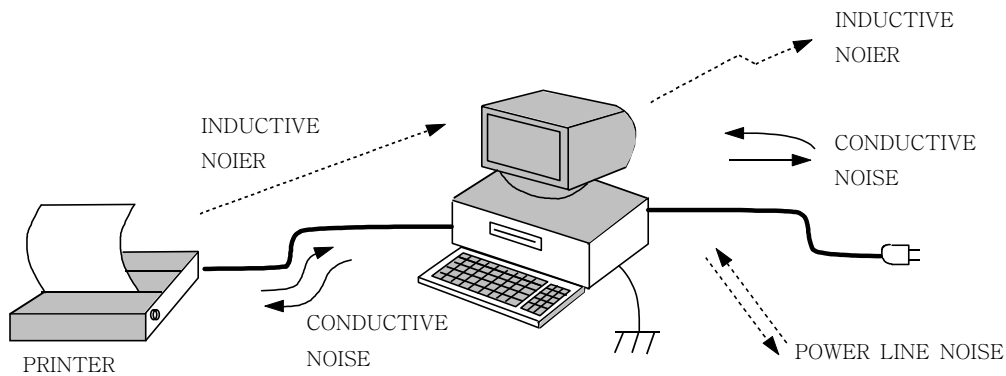 INDUCTIVE
NOIER
INDUCTIVE
NOIER
CONDUCTIVE
NOISE
CONDUCTIVE
NOISE
POWER LINE NOISE
PRINTER